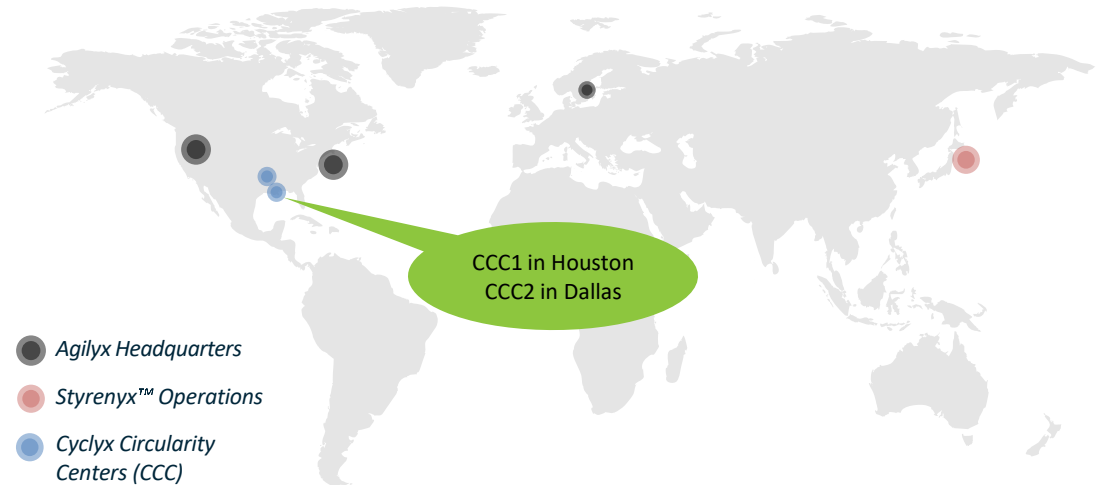 CCC1 in Houston
CCC2 in Dallas
Agilyx Headquarters
Styrenyx™ Operations
Cyclyx Circularity
Centers (CCC)